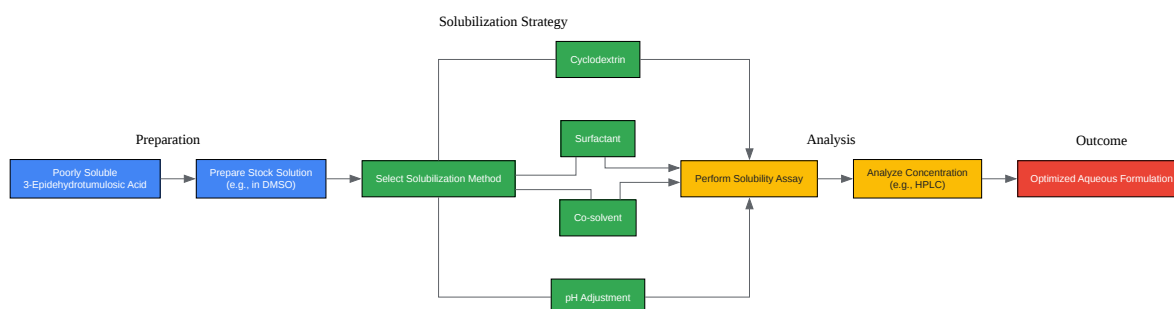 Solubilization Strategy
Cyclodextrin
Preparation
Surfactant
Analysis
Outcome
Poorly Soluble
3-Epidehydrotumulosic Acid
Prepare Stock Solution
(e.g., in DMSO)
Select Solubilization Method
Perform Solubility Assay
Analyze Concentration
(e.g., HPLC)
Optimized Aqueous Formulation
Co-solvent
pH Adjustment